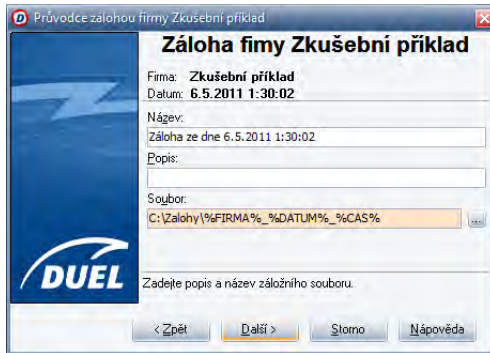 Průvodce zálohou firmy Zkušební příklad
Záloha fimy Zkušební příklad
Firma: Zkušební příklad
Datum: 6.5.2011 1:30:02
Název:
Záloha ze dne 6.5.2011 1:30:02
Popis:
Soubor:
C:\Zalohy\%FIRMA%_%DATUM%_%CAS%
...
DUEL
Zadejte popis a název záložního souboru.
< Zpět Další > Storno Nápověda